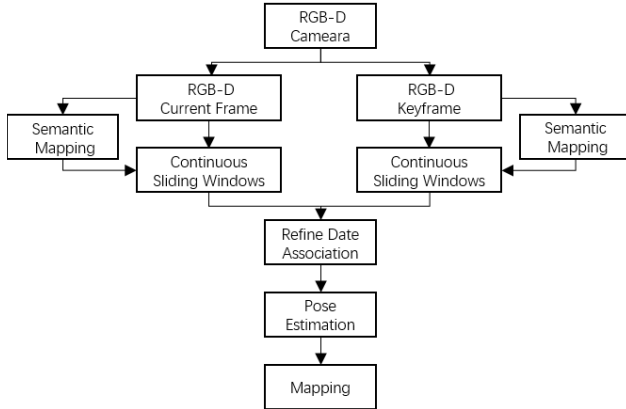 RGB-D
Cameara
RGB-D
Current Frame
RGB-D
Keyframe
Semantic
Mapping
Continuous
Sliding Windows
Continuous
Sliding Windows
Semantic
Mapping
Refine Date
Association
Pose
Estimation
Mapping